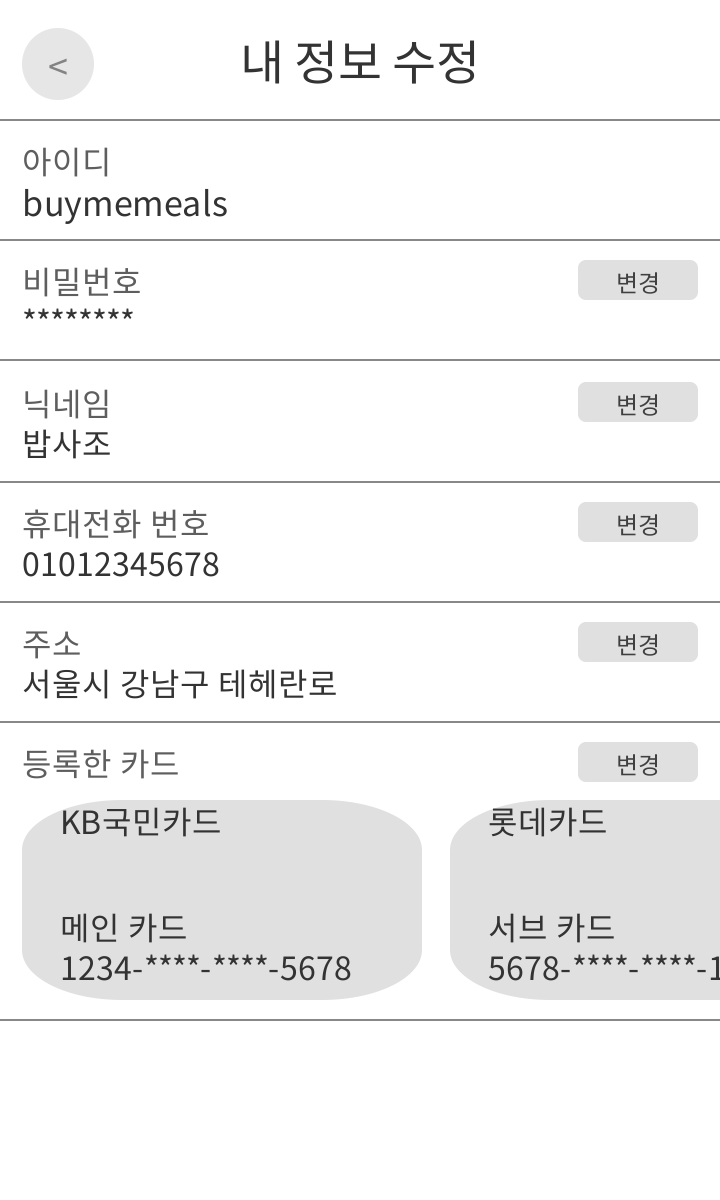 <
내 정보 수정
아이디
buymemeals
비밀번호
변경
********
닉네임
변경
밥사조
휴대전화 번호
변경
01012345678
주소
변경
서울시 강남구 테헤란로
등록한 카드
변경
KB국민카드
메인 카드
1234-****-****-5678
롯데카드
서브 카드
5678-****-****-1